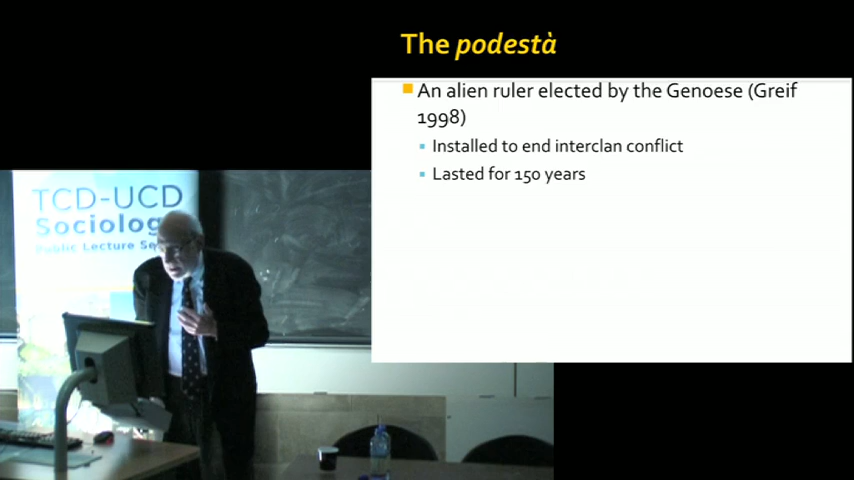 The podestà
An alien ruler elected by the Genoese (Greif
1998)
Installed to end interclan conflict
Lasted for 150 years
TCD-UCD
Sociolog
Public Lecture Se